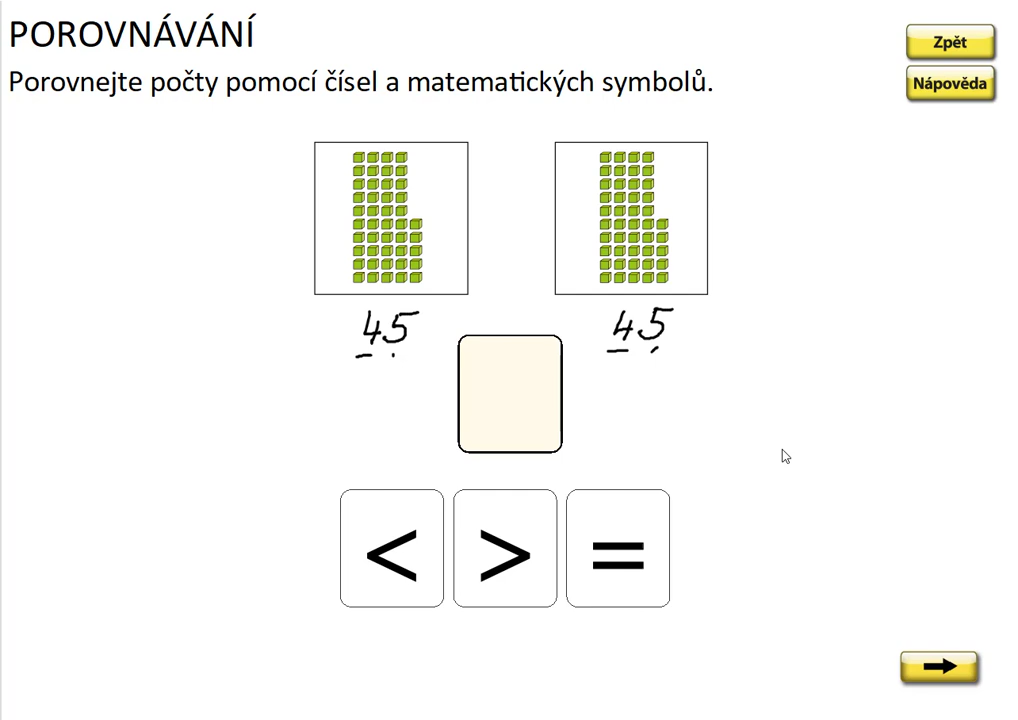 POROVNÁVÁNÍ
Zpět
Porovnejte počty pomocí čísel a matematických symbolů.
Nápověda
45
45
< > =